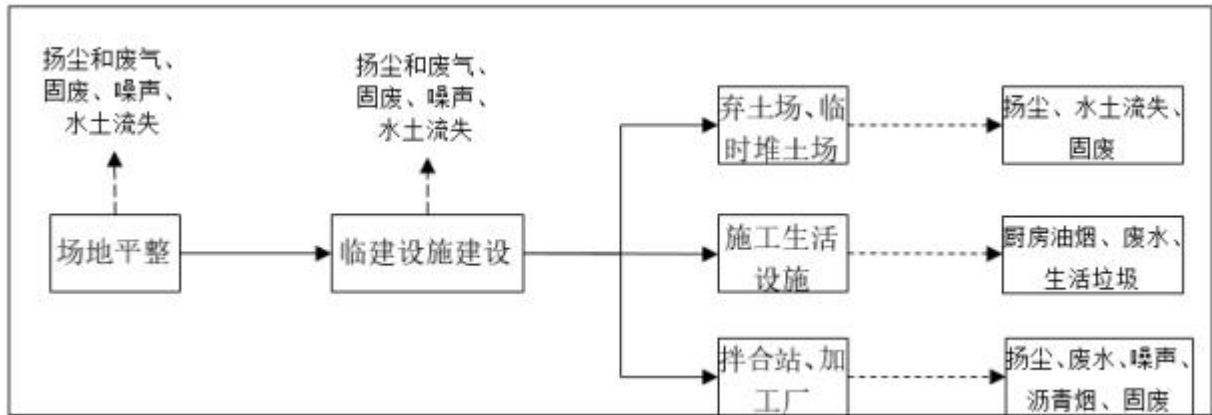 扬尘和废气、
固废、噪声、
水土流失
扬尘和废气、
固废、噪声、
水土流失
场地平整
临建设施建设
弃土场、临
时堆土场
扬尘、水土流失、
固废
施工生活
设施
厨房油烟、废水、
生活垃圾
拌合站、加
工厂
扬尘、废水、噪声、
沥青烟、固废